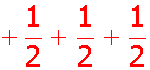 + 1/2 + 1/2 + 1/2